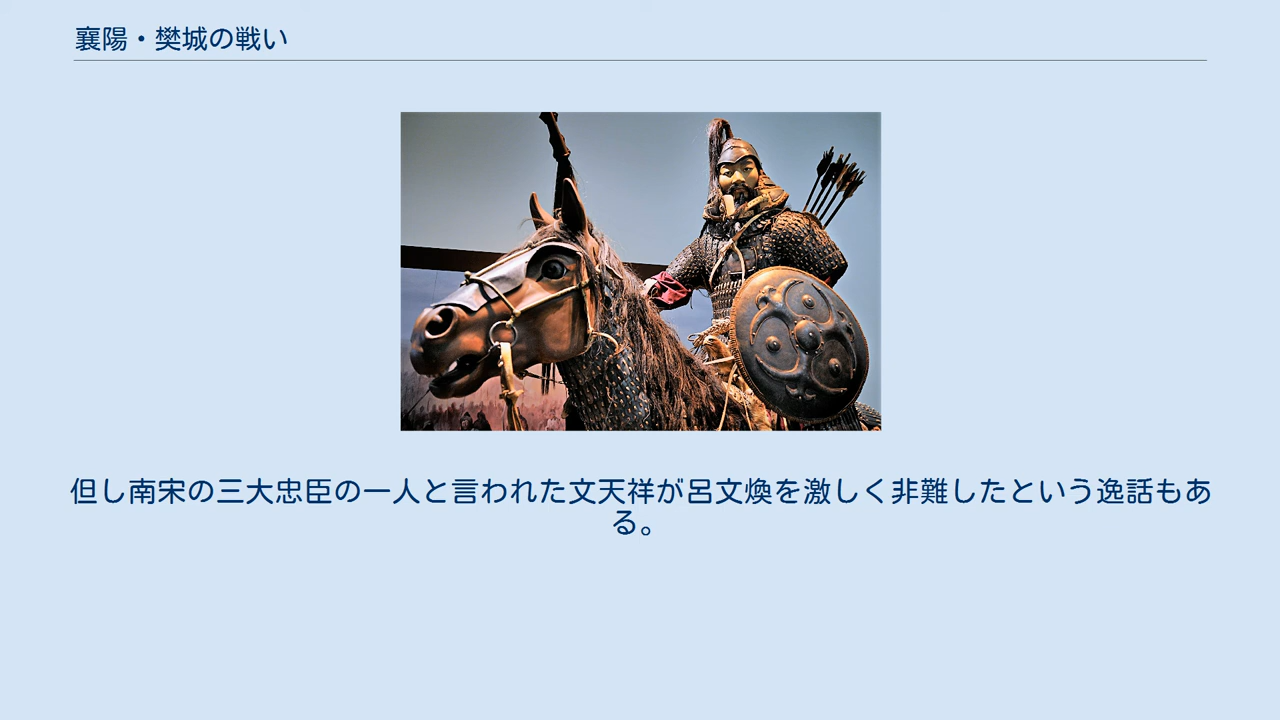 襄陽・樊城の戦い
但し南宋の三大忠臣の一人と言われた文天祥が呂文煥を激しく非難したという逸話もあ
る。